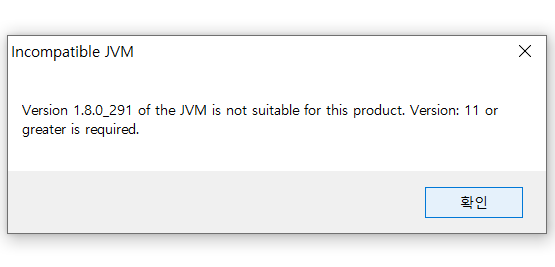 Incompatible JVM
Version 1.8.0_291 of the JVM is not suitable for this product. Version: 11 or
greater is required.
확인